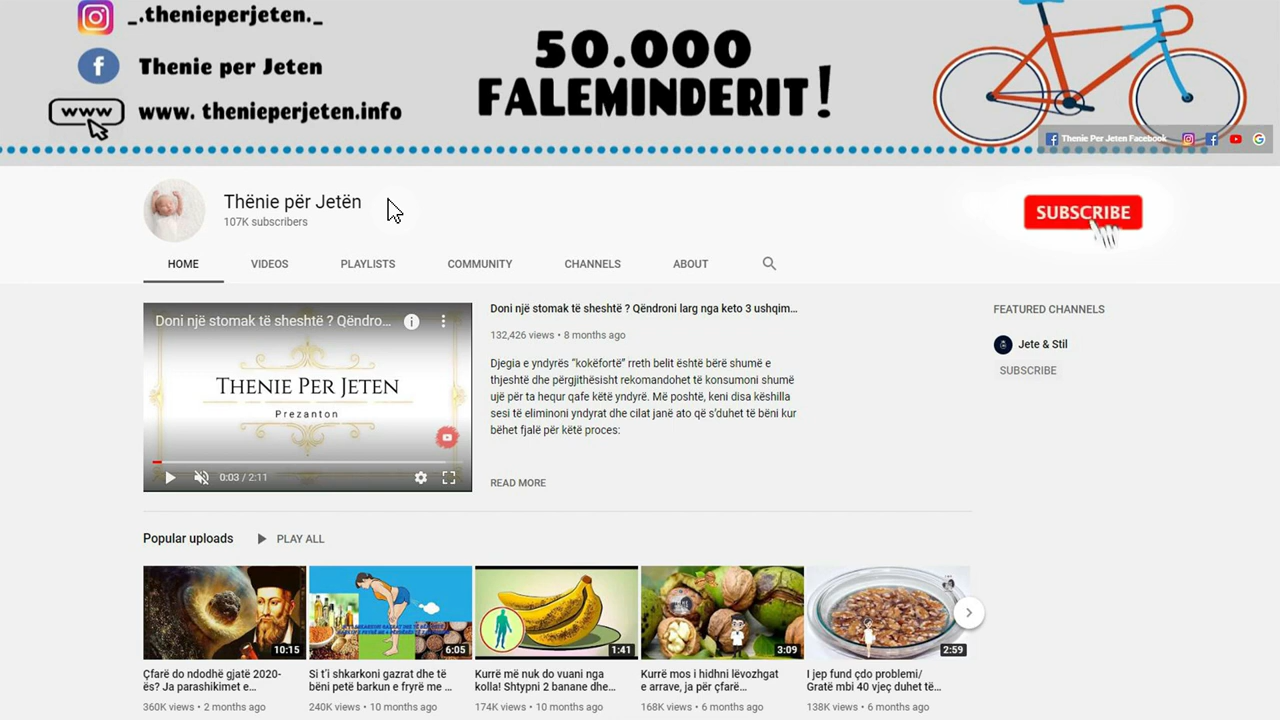 _.thenieperjeten._
Thenie per Jeten
www
www. thenieperjeten.info
50.000
FALEMINDERIT!
Thenie Per Jeten Facebook
Thënie për Jetën
107K subscribers
SUBSCRIBE
HOME
VIDEOS
PLAYLISTS
COMMUNITY
CHANNELS
ABOUT
Doni një stomak të sheshtë ? Qëndro...
THENIE PER JETEN
Prezanton
0:03 / 2:11
Doni një stomak të sheshtë ? Qëndroni larg nga keto 3 ushqim...
132,426 views • 8 months ago
Djegia e yndyrës "kokëfortë" rreth belit është bërë shumë e
thjeshtë dhe përgjithësisht rekomandohet të konsumoni shumë
ujë për ta hequr qafe këtë yndyrë. Më poshtë, keni disa këshilla
sesi të eliminoni yndyrat dhe cilat janë ato që s'duhet të bëni kur
bëhet fjalë për këtë proces:
READ MORE
FEATURED CHANNELS
Jete & Stil
SUBSCRIBE
Popular uploads
PLAY ALL
10:15
6:05
1:41
3:09
2:59
Çfarë do ndodhë gjatë 2020-
ës? Ja parashikimet e...
360K views • 2 months ago
Si t'i shkarkoni gazrat dhe të
bëni petë barkun e fryrë me ...
240K views • 10 months ago
Kurrë më nuk do vuani nga
kolla! Shtypni 2 banane dhe...
174K views • 10 months ago
Kurrë mos i hidhni lëvozhgat
e arrave, ja për çfarë...
168K views • 6 months ago
I jep fund çdo problemi/
Gratë mbi 40 vjeç duhet të...
138K views • 6 months ago